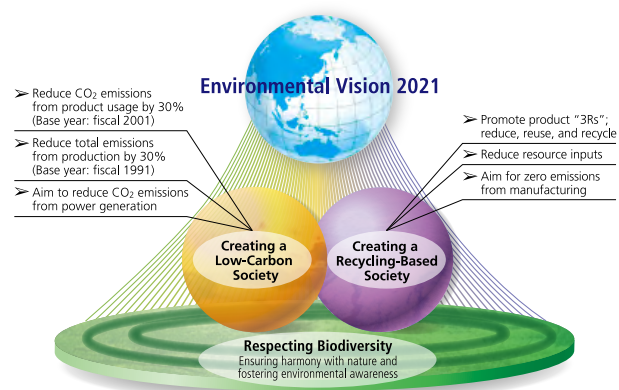 Environmental Vision 2021
➢ Reduce CO₂ emissions
from product usage by 30%
(Base year: fiscal 2001)
➢ Reduce total emissions
from production by 30%
(Base year: fiscal 1991)
➢ Aim to reduce CO₂ emissions
from power generation
➢ Promote product “3Rs”;
reduce, reuse, and recycle
➢ Reduce resource inputs
➢ Aim for zero emissions
from manufacturing
Creating a
Low-Carbon
Society
Creating a
Recycling-Based
Society
Respecting Biodiversity
Ensuring harmony with nature and
fostering environmental awareness